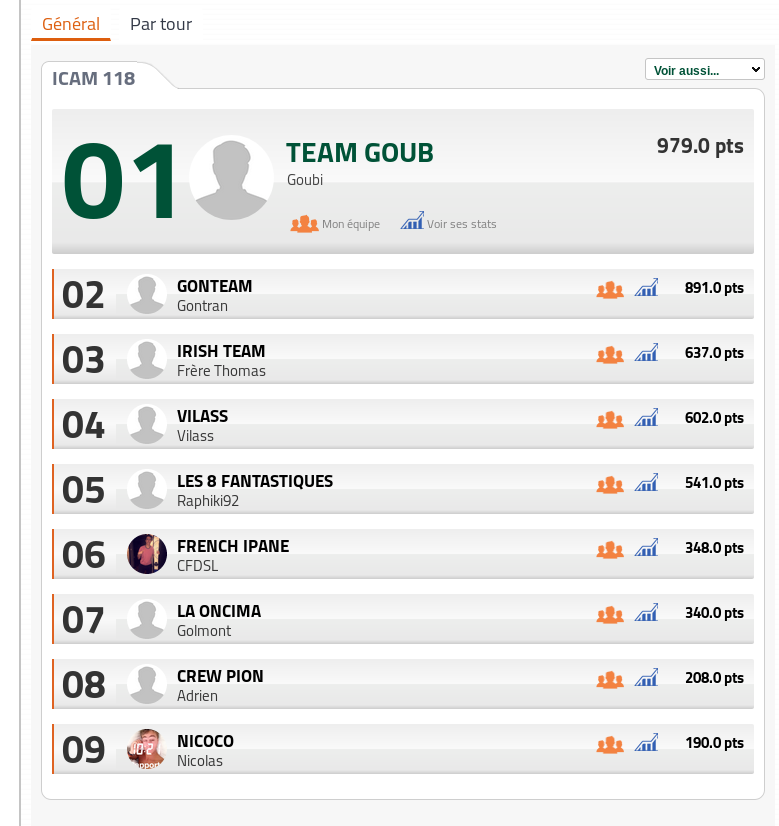 Général Par tour
ICAM 118
Voir aussi...
01
TEAM GOUB
979.0 pts
Goubi
Mon équipe Voir ses stats
02
GONTEAM
891.0 pts
Gontran
03
IRISH TEAM
637.0 pts
Frère Thomas
04
VILASS
602.0 pts
Vilass
05
LES 8 FANTASTIQUES
541.0 pts
Raphiki92
06
FRENCH IPANE
348.0 pts
CFDSL
07
LA ONCIMA
340.0 pts
Golmont
08
CREW PION
208.0 pts
Adrien
09
NICOCO
190.0 pts
Nicolas